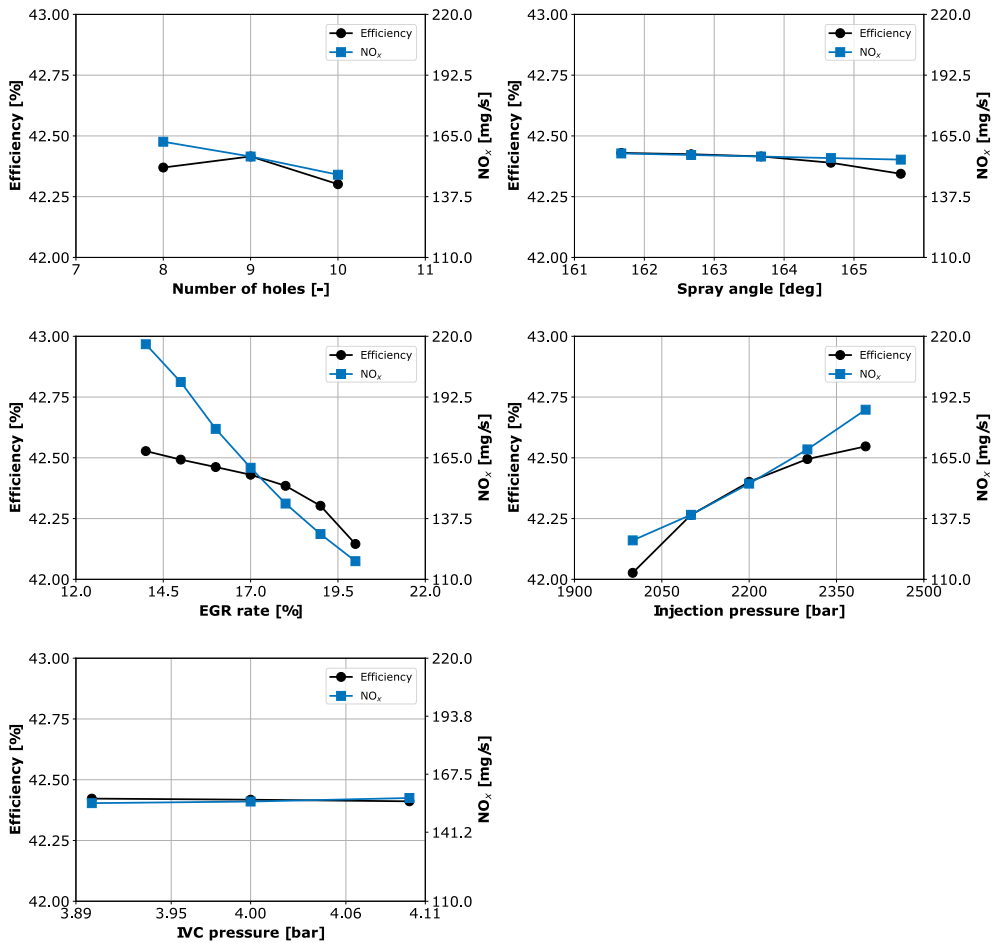 43.00
42.75
42.50
42.25
42.00
Efficiency [%]
7 8 9 10 11
Number of holes [-]
220.0
192.5
165.0
137.5
110.0
NOx [mg/s]
Efficiency
NOx
43.00
42.75
42.50
42.25
42.00
Efficiency [%]
161 162 163 164 165
Spray angle [deg]
220.0
192.5
165.0
137.5
110.0
NOx [mg/s]
Efficiency
NOx
43.00
42.75
42.50
42.25
42.00
Efficiency [%]
12.0 14.5 17.0 19.5 22.0
EGR rate [%]
220.0
192.5
165.0
137.5
110.0
NOx [mg/s]
Efficiency
NOx
43.00
42.75
42.50
42.25
42.00
Efficiency [%]
1900 2050 2200 2350 2500
Injection pressure [bar]
220.0
192.5
165.0
137.5
110.0
NOx [mg/s]
Efficiency
NOx
43.00
42.75
42.50
42.25
42.00
Efficiency [%]
3.89 3.95 4.00 4.06 4.11
IVC pressure [bar]
220.0
193.8
167.5
141.2
110.0
NOx [mg/s]
Efficiency
NOx